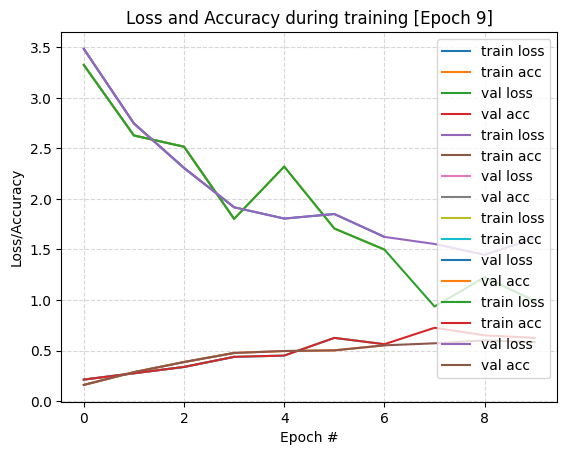 Loss and Accuracy during training [Epoch 9]
3.5
3.0
2.5
2.0
1.5
1.0
0.5
0.0
Loss/Accuracy
0 2 4 6 8
Epoch #
train loss
train acc
val loss
val acc
train loss
train acc
val loss
val acc
train loss
train acc
val loss
val acc
train loss
train acc
val loss
val acc